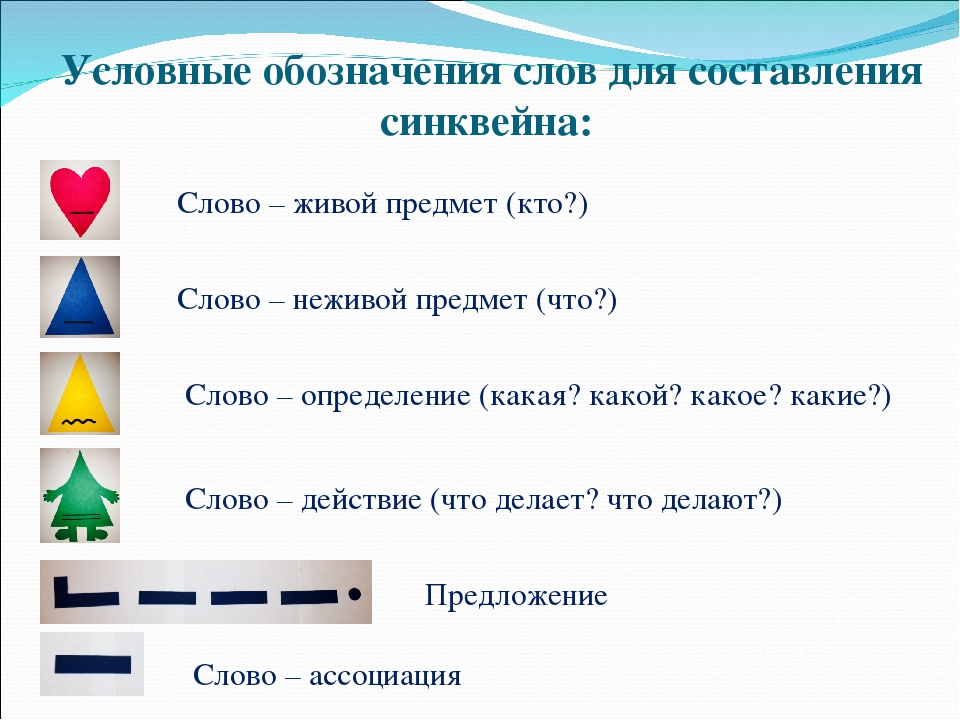 Условные обозначения слов для составления
синквейна:
Слово – живой предмет (кто?)
Слово – неживой предмет (что?)
Слово – определение (какая? какой? какое? какие?)
Слово – действие (что делает? что делают?)
Предложение
Слово – ассоциация